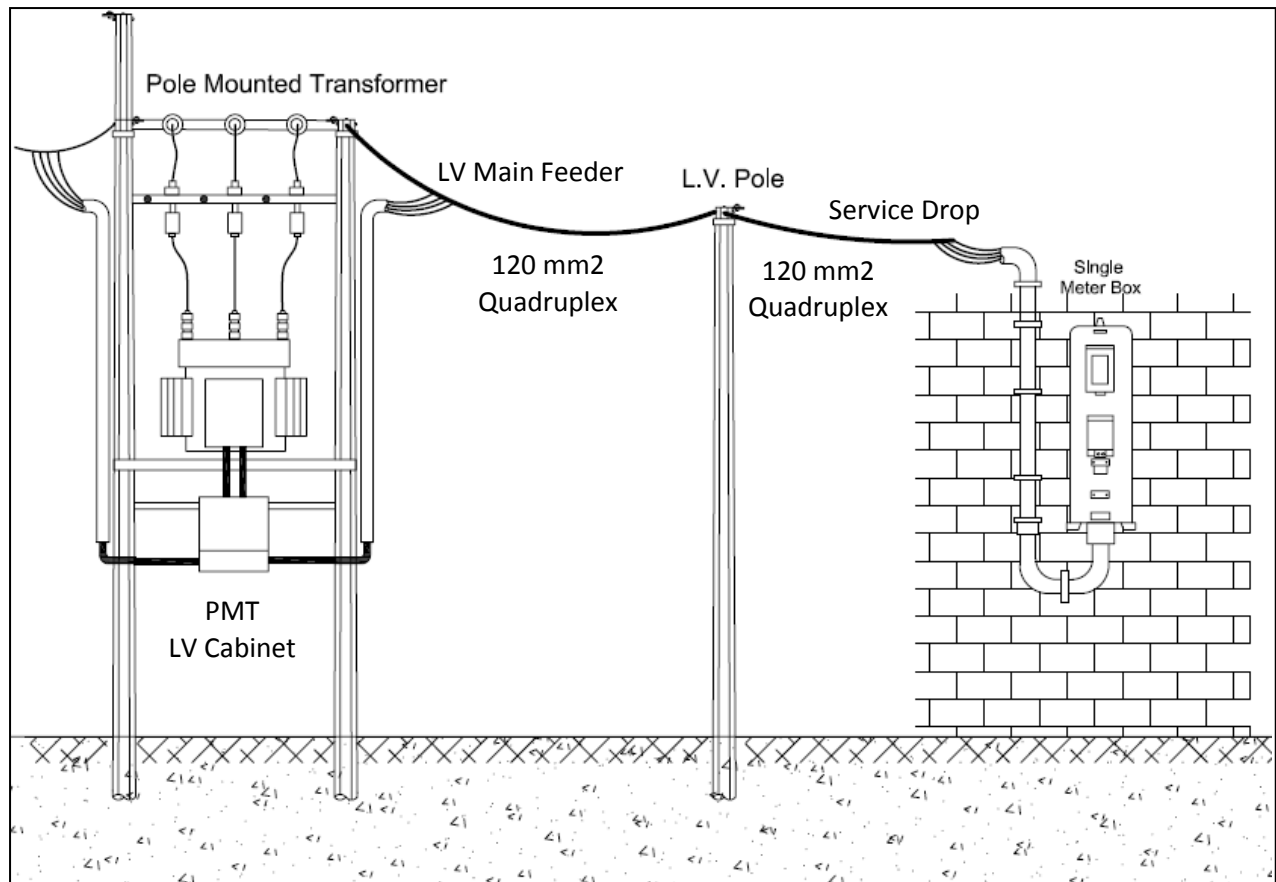 Pole Mounted Transformer
LV Main Feeder
L.V. Pole
Service Drop
120 mm2
Quadruplex
120 mm2
Quadruplex
SIngle
Meter Box
PMT
LV Cabinet